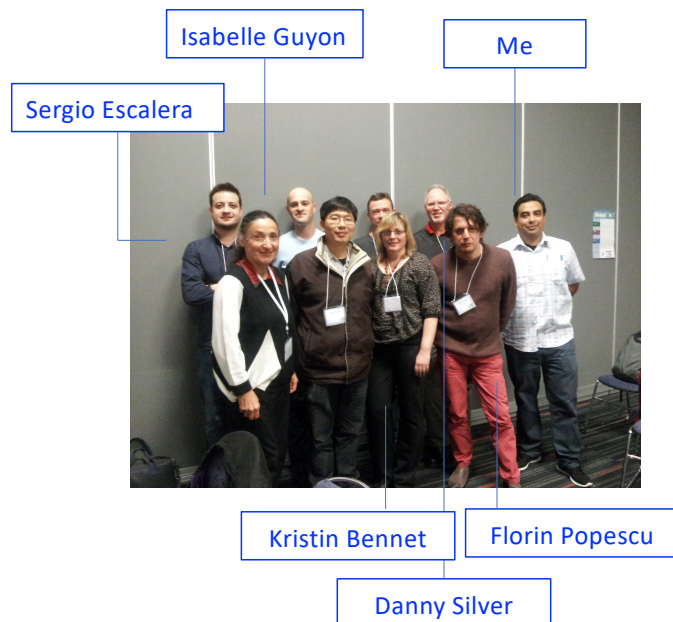 Isabelle Guyon
Me
Sergio Escalera
Kristin Bennet
Florin Popescu
Danny Silver